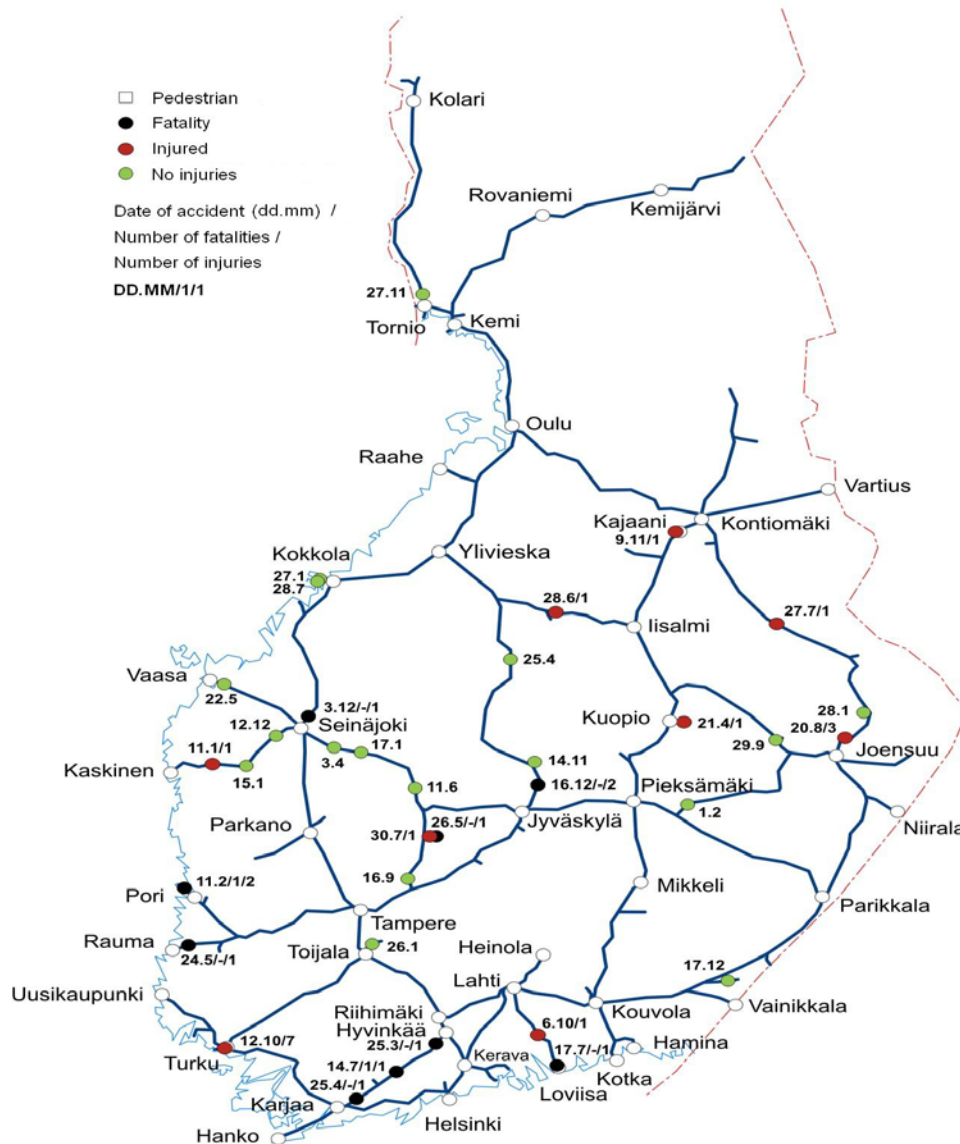 Kolari
Pedestrian
Fatality
Injured
No injuries
Date of accident (dd.mm) /
Number of fatalities /
Number of injuries
DD.MM/1/1
Rovaniemi
Kemijärvi
27.11
Tornio
Kemi
Oulu
Raahe
Vartius
Kajaani
Kontiomäki
9.11/1
Kokkola
Ylivieska
27.1
28.7
28.6/1
27.7/1
Iisalmi
25.4
Vaasa
22.5
3.12/-/1
12.12
Seinäjoki
Kuopio
21.4/1
28.1
20.8/3
17.1
3.4
29.9
Joensuu
11.1/1
Kaskinen
15.1
14.11
11.6
16.12/-/2
Pieksämäki
1.2
26.5/-/1
Jyväskylä
Niirala
Parkano
30.7/1
16.9
Mikkeli
11.2/1/2
Pori
Parikkala
Tampere
Rauma
24.5/-/1
Toijala
26.1
Heinola
17.12
Lahti
Uusikaupunki
Riihimäki
Kouvola
Vainikkala
Hyvinkää
6.10/1
12.10/7
25.3/-/1
17.7/-/1
Hamina
Turku
Kerava
14.7/1/1
Kotka
25.4/-/1
Loviisa
Karjaa
Helsinki
Hanko